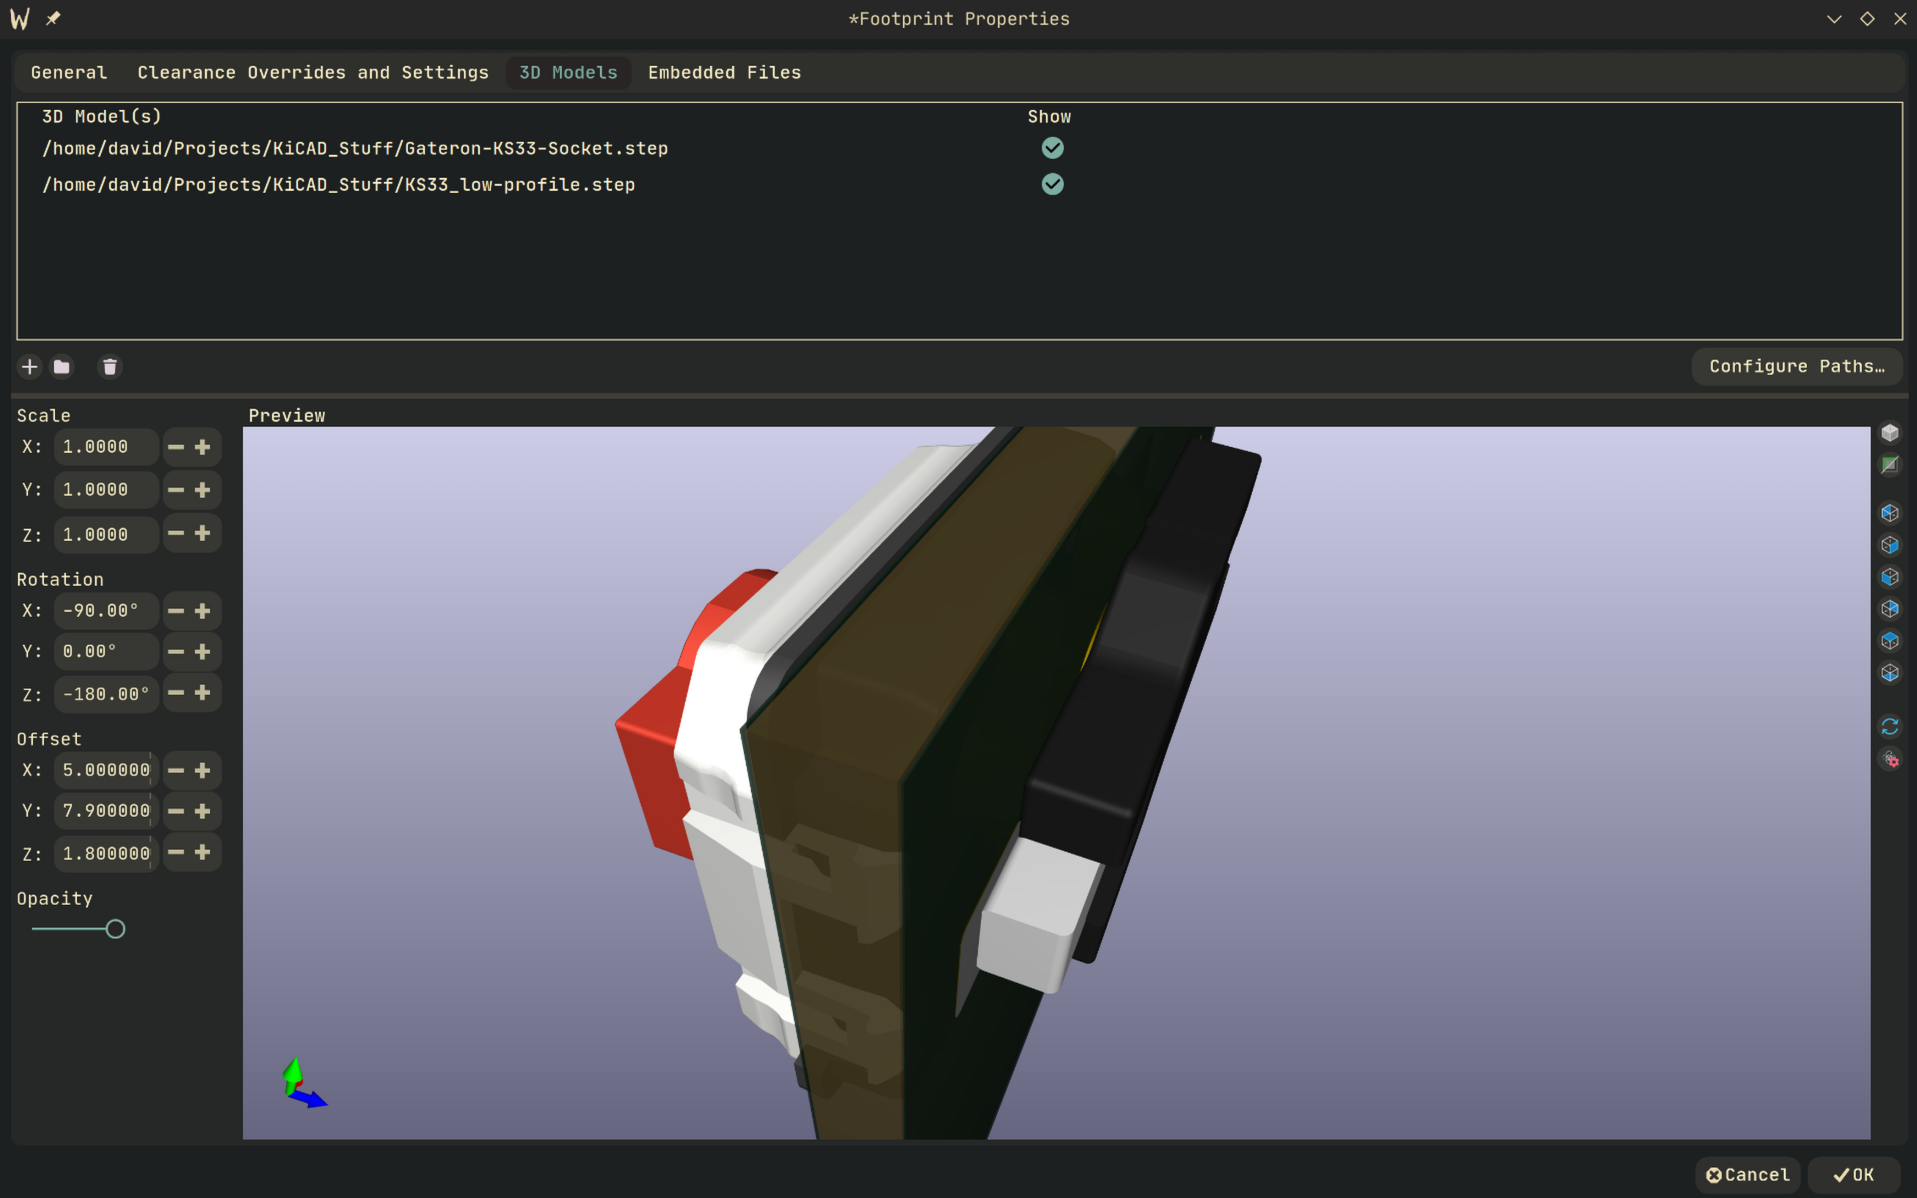 *Footprint Properties
General Clearance Overrides and Settings 3D Models Embedded Files
3D Model(s) Show
/home/david/Projects/KiCAD_Stuff/Gateron-KS33-Socket.step
/home/david/Projects/KiCAD_Stuff/KS33_low-profile.step
Configure Paths…
Scale
X: 1.0000
Y: 1.0000
Z: 1.0000
Rotation
X: -90.00°
Y: 0.00°
Z: -180.00°
Offset
X: 5.000000
Y: 7.900000
Z: 1.800000
Opacity
Preview
Cancel OK